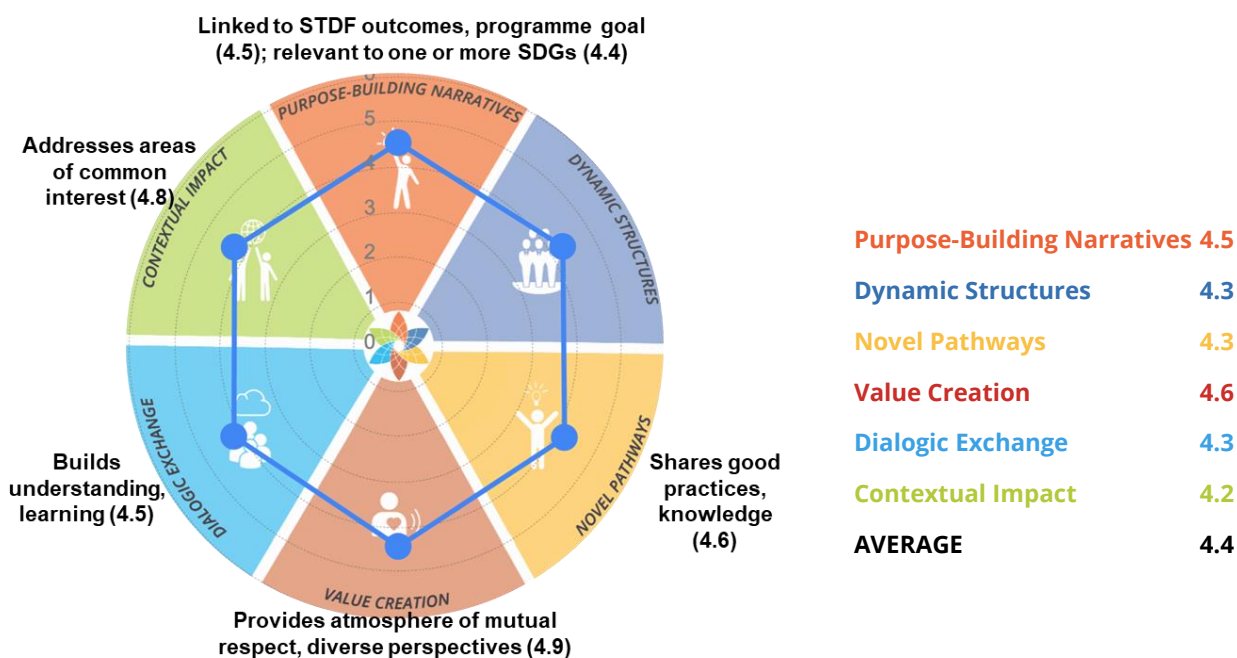 Linked to STDF outcomes, programme goal
(4.5); relevant to one or more SDGs (4.4)
6
PURPOSE-BUILDING NARRATIVES
5
4
3
2
1
0
Addresses areas
of common
interest (4.8)
CONTEXTUAL IMPACT
DYNAMIC STRUCTURES
Builds
understanding,
learning (4.5)
DIALOGIC EXCHANGE
NOVEL PATHWAYS
Shares good
practices,
knowledge
(4.6)
VALUE CREATION
Provides atmosphere of mutual
respect, diverse perspectives (4.9)
Purpose-Building Narratives 4.5
Dynamic Structures 4.3
Novel Pathways 4.3
Value Creation 4.6
Dialogic Exchange 4.3
Contextual Impact 4.2
AVERAGE 4.4